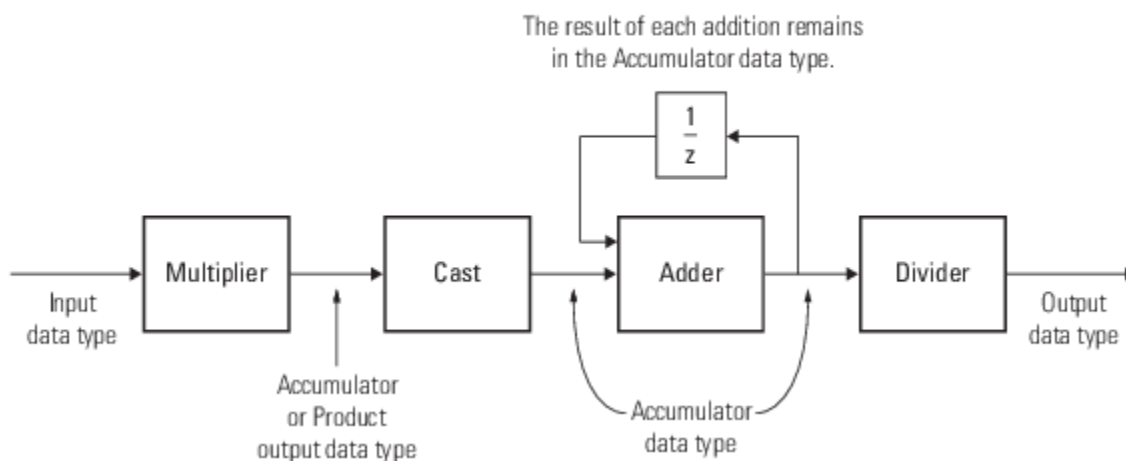 The result of each addition remains
in the Accumulator data type.
1
z
Multiplier
Cast
Adder
Divider
Input
data type
Output
data type
Accumulator
or Product
output data type
Accumulator
data type